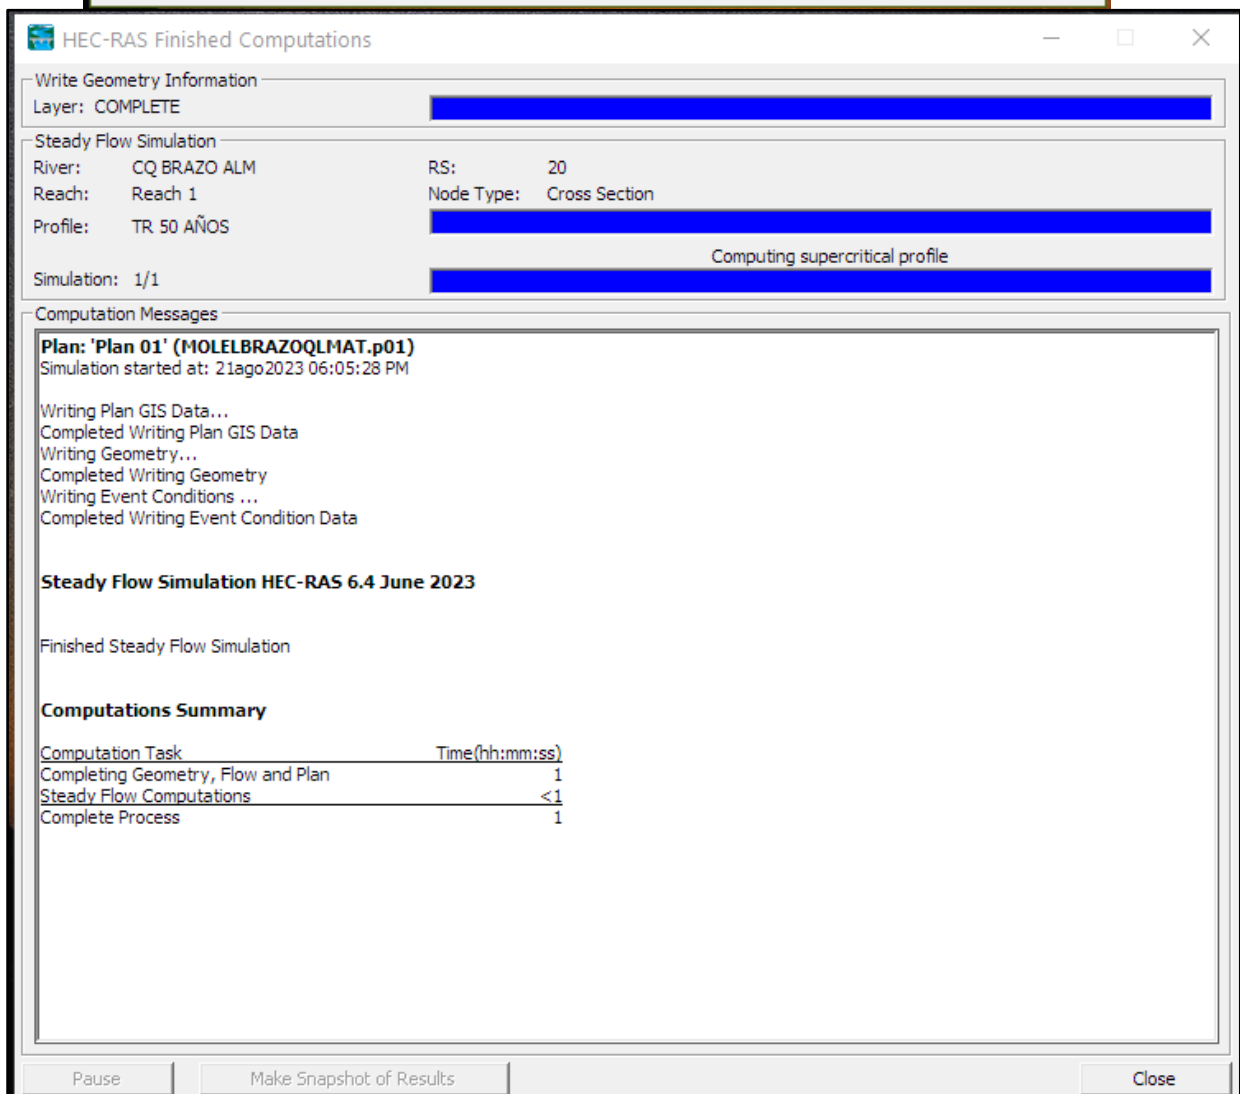 HEC-RAS Finished Computations
Write Geometry Information
Layer: COMPLETE
Steady Flow Simulation
River: CQ BRAZO ALM RS: 20
Reach: Reach 1 Node Type: Cross Section
Profile: TR 50 AÑOS
Computing supercritical profile
Simulation: 1/1
Computation Messages
Plan: 'Plan 01' (MOLELBRAZOQLMAT.p01)
Simulation started at: 21ago2023 06:05:28 PM
Writing Plan GIS Data...
Completed Writing Plan GIS Data
Writing Geometry...
Completed Writing Geometry
Writing Event Conditions ...
Completed Writing Event Condition Data
Steady Flow Simulation HEC-RAS 6.4 June 2023
Finished Steady Flow Simulation
Computations Summary
Computation Task Time(hh:mm:ss)
Completing Geometry, Flow and Plan 1
Steady Flow Computations <1
Complete Process 1
Pause Make Snapshot of Results Close